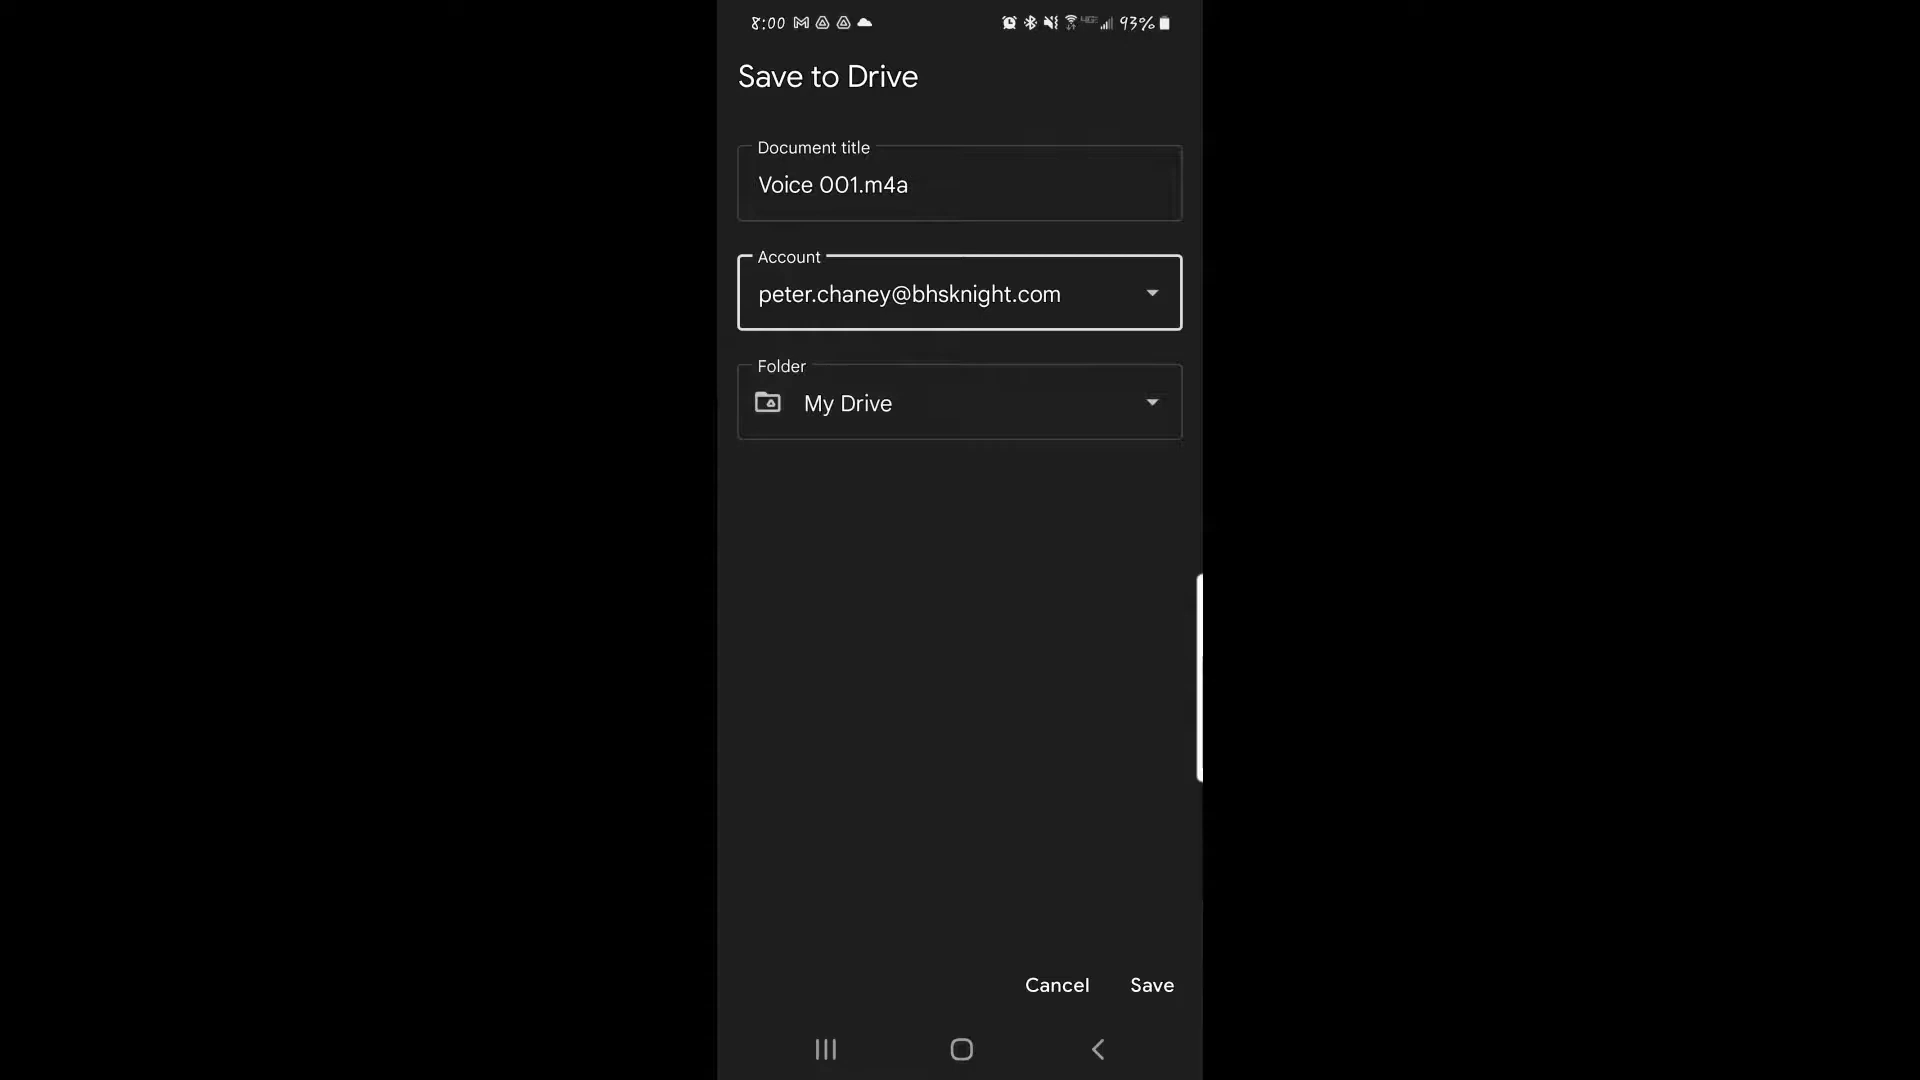 8:00 93%
Save to Drive
Document title
Voice 001.m4a
Account
peter.chaney@bhsknight.com
Folder
My Drive
Cancel Save